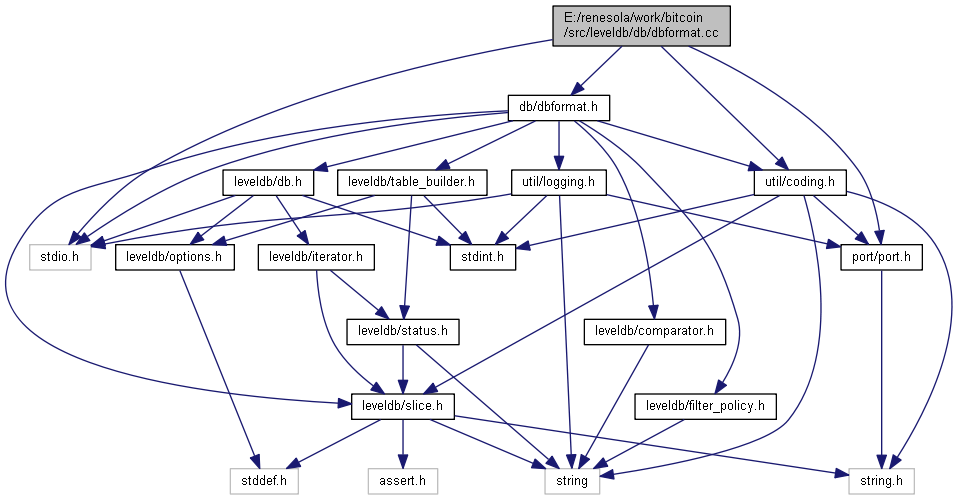 E:/renesola/work/bitcoin
/src/leveldb/db/dbformat.cc
db/dbformat.h
leveldb/db.h
leveldb/table_builder.h
util/logging.h
util/coding.h
stdio.h
leveldb/options.h
leveldb/iterator.h
stdint.h
port/port.h
leveldb/status.h
leveldb/comparator.h
leveldb/slice.h
leveldb/filter_policy.h
stddef.h
assert.h
string
string.h